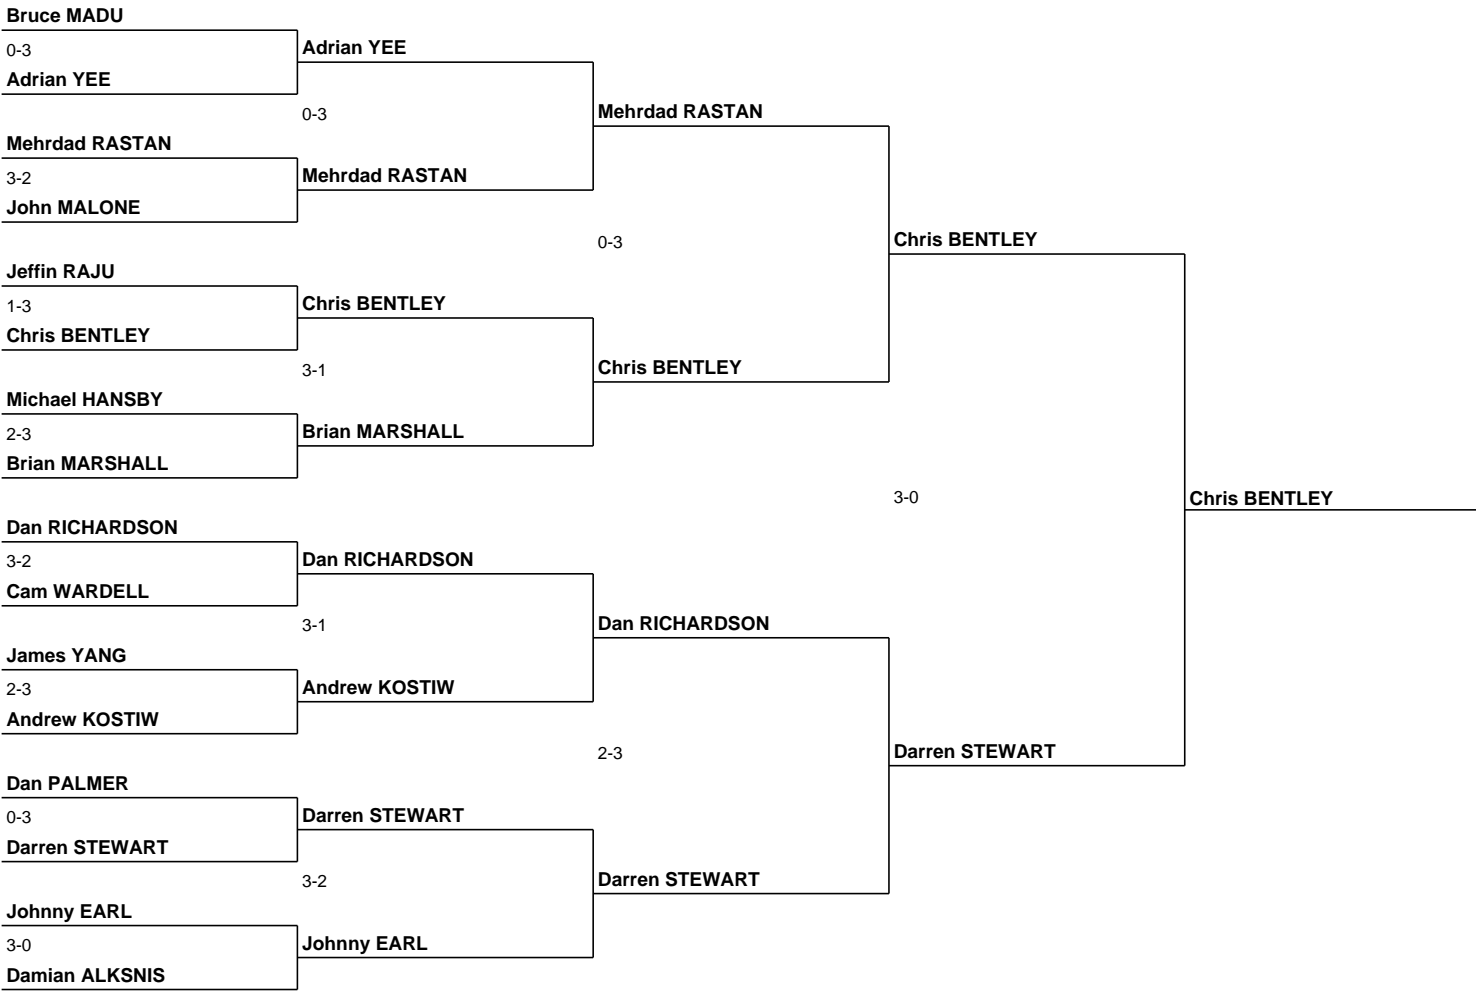 Bruce MADU
0-3
Adrian YEE
Mehrdad RASTAN
3-2
John MALONE
Jeffin RAJU
1-3
Chris BENTLEY
Michael HANSBY
2-3
Brian MARSHALL
Dan RICHARDSON
3-2
Cam WARDELL
James YANG
2-3
Andrew KOSTIW
Dan PALMER
0-3
Darren STEWART
Johnny EARL
3-0
Damian ALKSNIS
Adrian YEE
0-3
Mehrdad RASTAN
Chris BENTLEY
3-1
Brian MARSHALL
Dan RICHARDSON
3-1
Andrew KOSTIW
Darren STEWART
3-2
Johnny EARL
Mehrdad RASTAN
0-3
Chris BENTLEY
Dan RICHARDSON
2-3
Darren STEWART
Chris BENTLEY
3-0
Darren STEWART
Chris BENTLEY